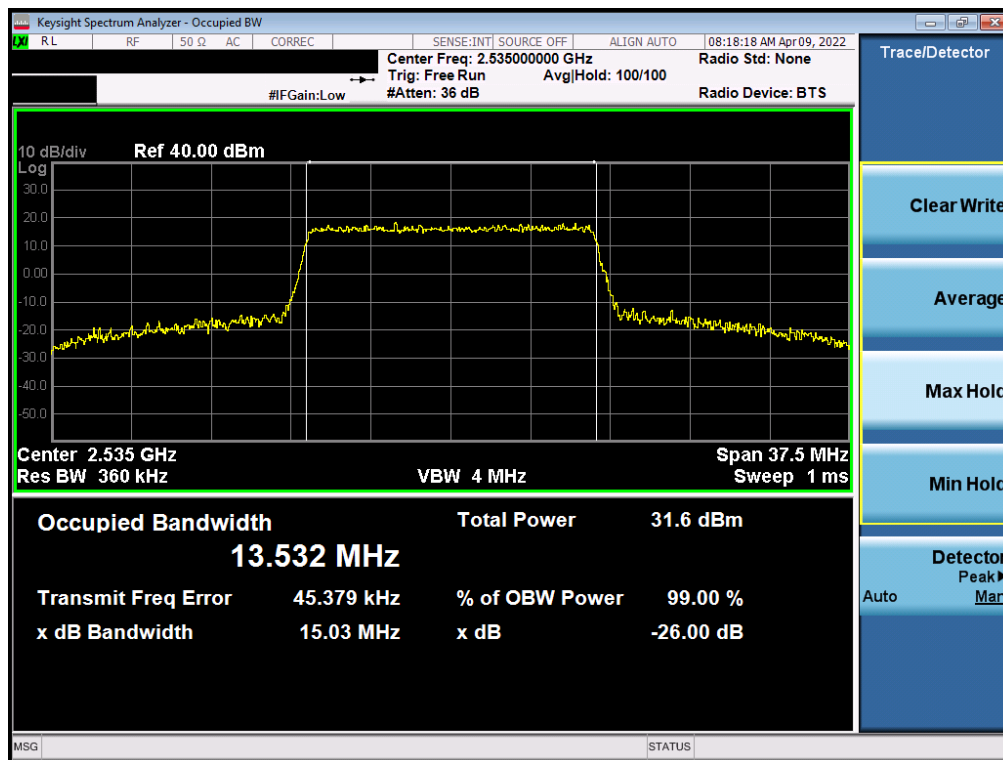 Keysight Spectrum Analyzer - Occupied BW
LXI RL RF 50 Ω AC CORREC SENSE:INT SOURCE OFF ALIGN AUTO 08:18:18 AM Apr 09, 2022
Center Freq: 2.535000000 GHz Radio Std: None
Trig: Free Run Avg|Hold: 100/100
#IFGain:Low #Atten: 36 dB Radio Device: BTS
10 dB/div Ref 40.00 dBm
Log
30.0
20.0
10.0
0.00
-10.0
-20.0
-30.0
-40.0
-50.0
Center 2.535 GHz Span 37.5 MHz
Res BW 360 kHz VBW 4 MHz Sweep 1 ms
Occupied Bandwidth Total Power 31.6 dBm
13.532 MHz
Transmit Freq Error 45.379 kHz % of OBW Power 99.00 %
x dB Bandwidth 15.03 MHz x dB -26.00 dB
MSG STATUS
Trace/Detector
Clear Write
Average
Max Hold
Min Hold
Detector
Peak▶
Auto Man